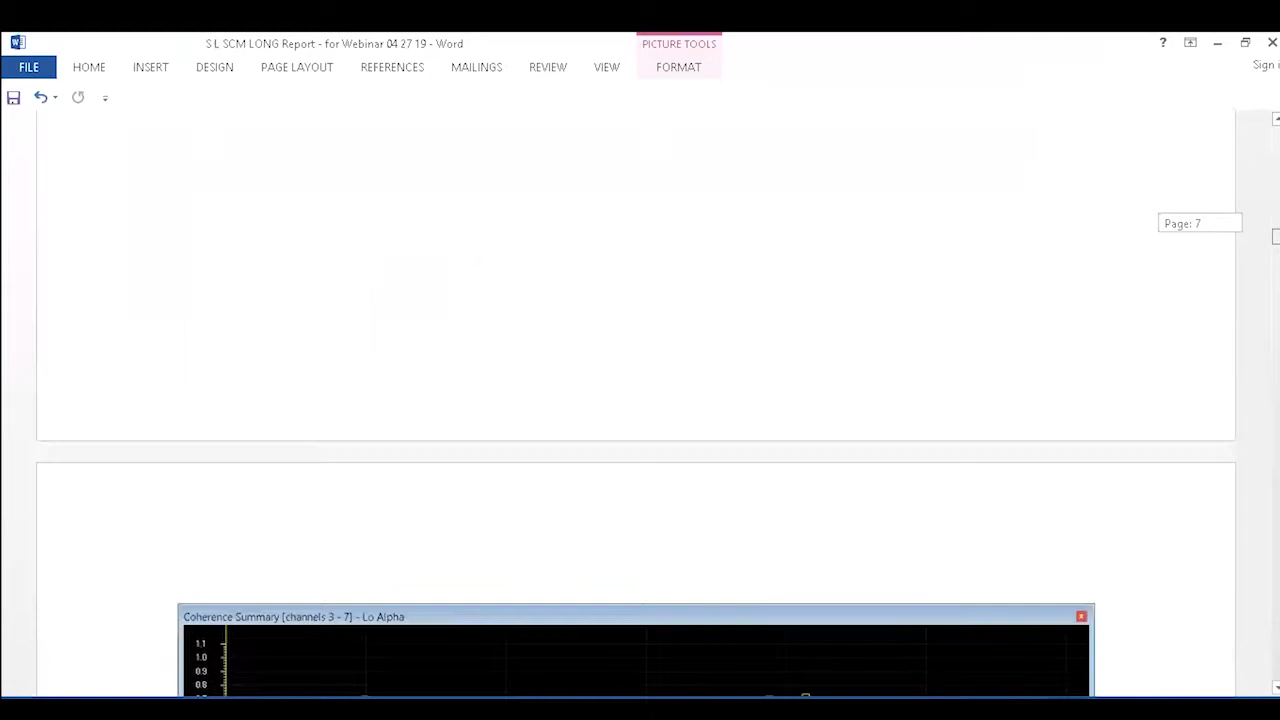 S L SCM LONG Report - for Webinar 04 27 19 - Word
PICTURE TOOLS
?
FILE HOME INSERT DESIGN PAGE LAYOUT REFERENCES MAILINGS REVIEW VIEW FORMAT
Sign
Page: 7
Coherence Summary [channels 3 - 7] - Lo Alpha
1.1
1.0
0.9
0.8